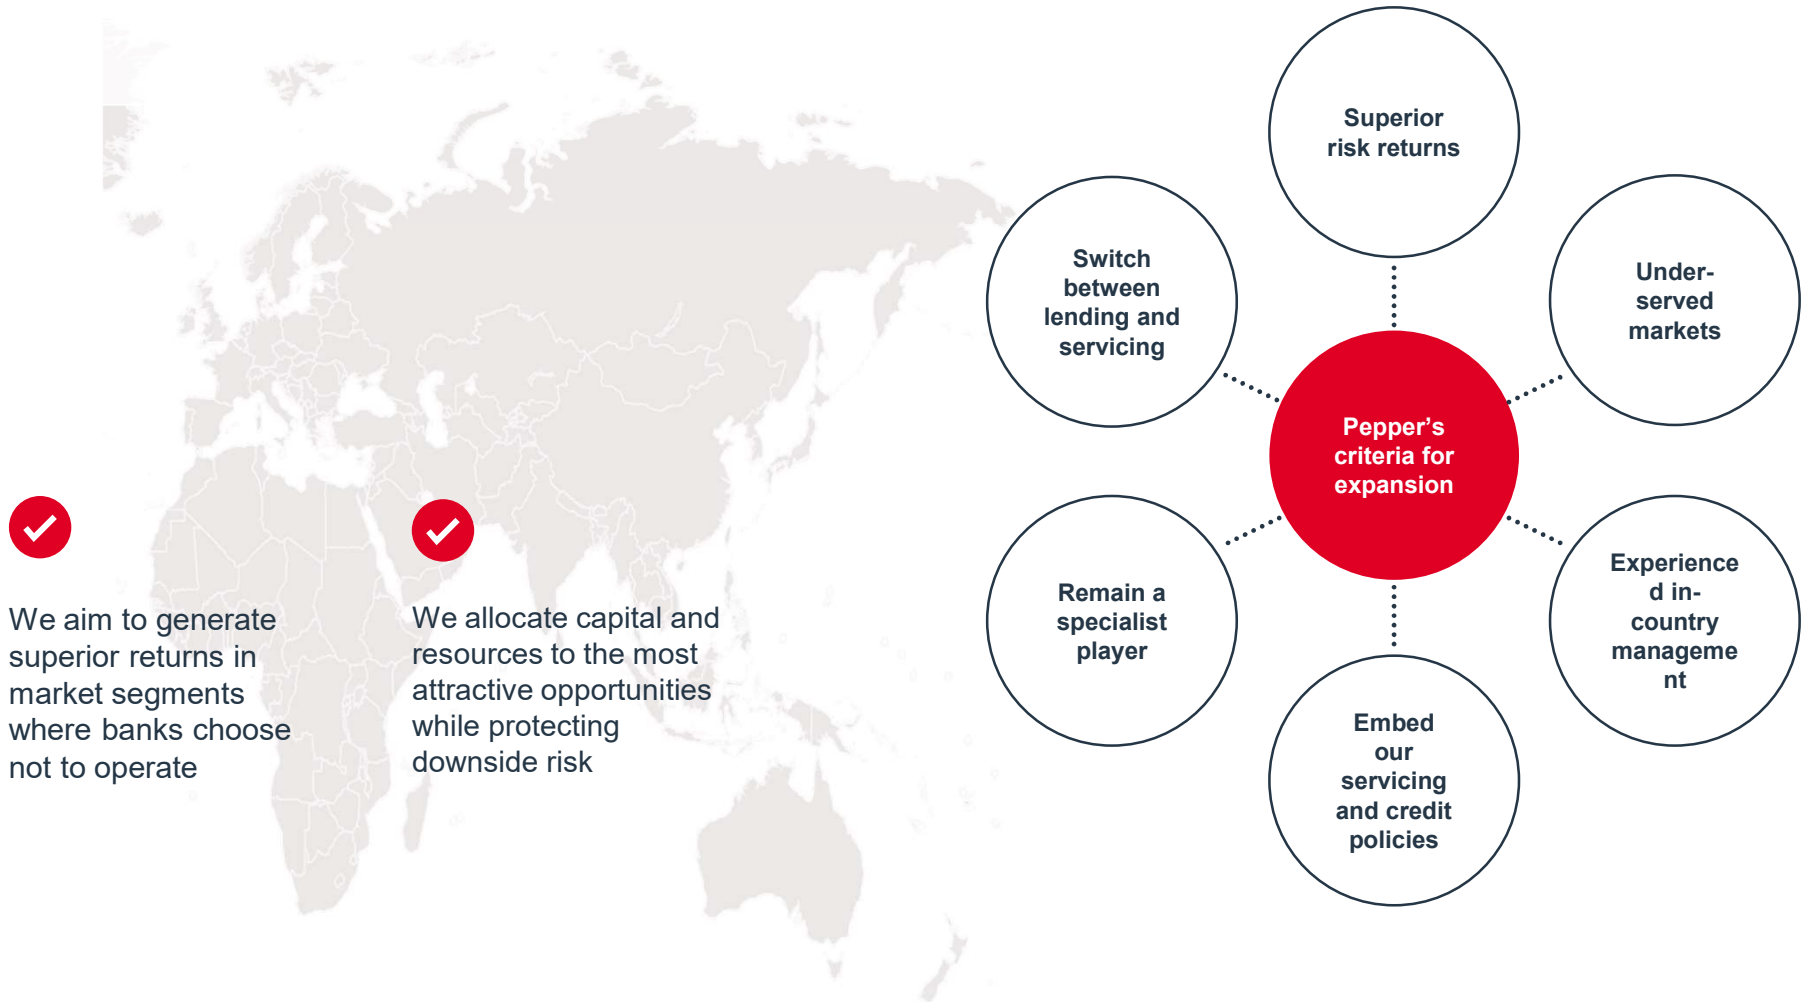 We aim to generate
superior returns in
market segments
where banks choose
not to operate
We allocate capital and
resources to the most
attractive opportunities
while protecting
downside risk
Superior
risk returns
Under-
served
markets
Experience
d in-
country
manageme
nt
Embed
our
servicing
and credit
policies
Remain a
specialist
player
Switch
between
lending and
servicing
Pepper’s
criteria for
expansion